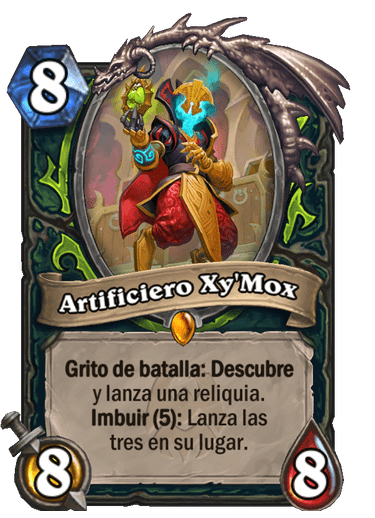 8
Artificiero Xy'Mox
Grito de batalla: Descubre
y lanza una reliquia.
Imbuir (5): Lanza las
tres en su lugar.
8
8